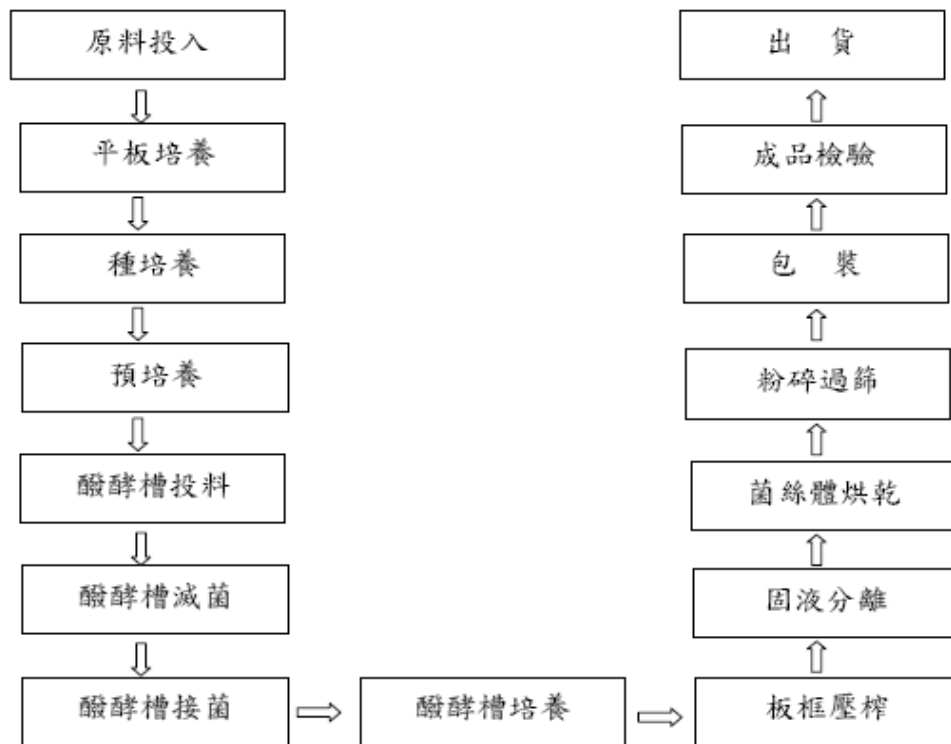 原料投入
平板培養
種培養
預培養
醱酵槽投料
醱酵槽滅菌
醱酵槽接菌
醱酵槽培養
板框壓榨
固液分離
菌絲體烘乾
粉碎過篩
包 裝
成品檢驗
出 貨